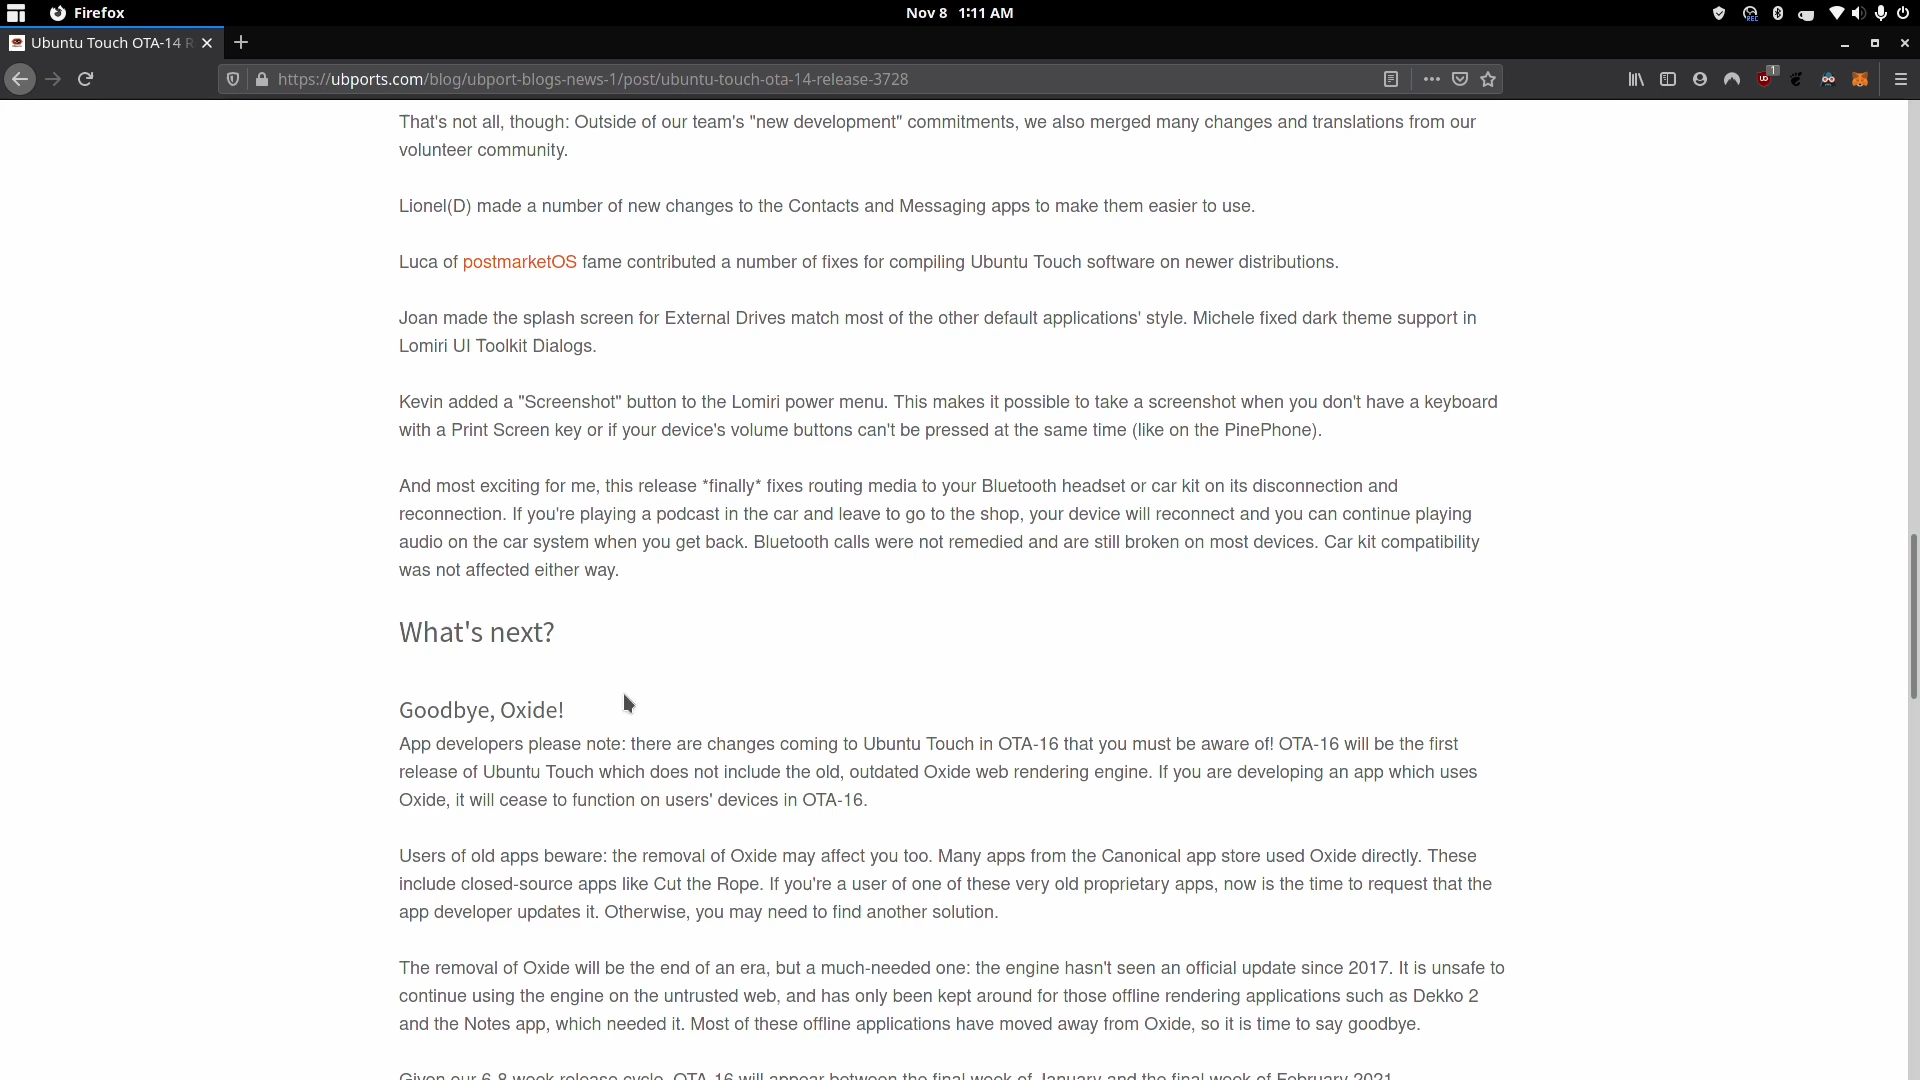 Firefox
Nov 8 1:11 AM
REC
Ubuntu Touch OTA-14 R
https://ubports.com/blog/ubport-blogs-news-1/post/ubuntu-touch-ota-14-release-3728
1
That's not all, though: Outside of our team's "new development" commitments, we also merged many changes and translations from our
volunteer community.
Lionel(D) made a number of new changes to the Contacts and Messaging apps to make them easier to use.
Luca of postmarketOS fame contributed a number of fixes for compiling Ubuntu Touch software on newer distributions.
Joan made the splash screen for External Drives match most of the other default applications' style. Michele fixed dark theme support in
Lomiri UI Toolkit Dialogs.
Kevin added a "Screenshot" button to the Lomiri power menu. This makes it possible to take a screenshot when you don't have a keyboard
with a Print Screen key or if your device's volume buttons can't be pressed at the same time (like on the PinePhone).
And most exciting for me, this release *finally* fixes routing media to your Bluetooth headset or car kit on its disconnection and
reconnection. If you're playing a podcast in the car and leave to go to the shop, your device will reconnect and you can continue playing
audio on the car system when you get back. Bluetooth calls were not remedied and are still broken on most devices. Car kit compatibility
was not affected either way.
What's next?
Goodbye, Oxide!
App developers please note: there are changes coming to Ubuntu Touch in OTA-16 that you must be aware of! OTA-16 will be the first
release of Ubuntu Touch which does not include the old, outdated Oxide web rendering engine. If you are developing an app which uses
Oxide, it will cease to function on users' devices in OTA-16.
Users of old apps beware: the removal of Oxide may affect you too. Many apps from the Canonical app store used Oxide directly. These
include closed-source apps like Cut the Rope. If you're a user of one of these very old proprietary apps, now is the time to request that the
app developer updates it. Otherwise, you may need to find another solution.
The removal of Oxide will be the end of an era, but a much-needed one: the engine hasn't seen an official update since 2017. It is unsafe to
continue using the engine on the untrusted web, and has only been kept around for those offline rendering applications such as Dekko 2
and the Notes app, which needed it. Most of these offline applications have moved away from Oxide, so it is time to say goodbye.
Given our 6-8 week release cycle, OTA-16 will appear between the final week of January and the final week of February 2021.